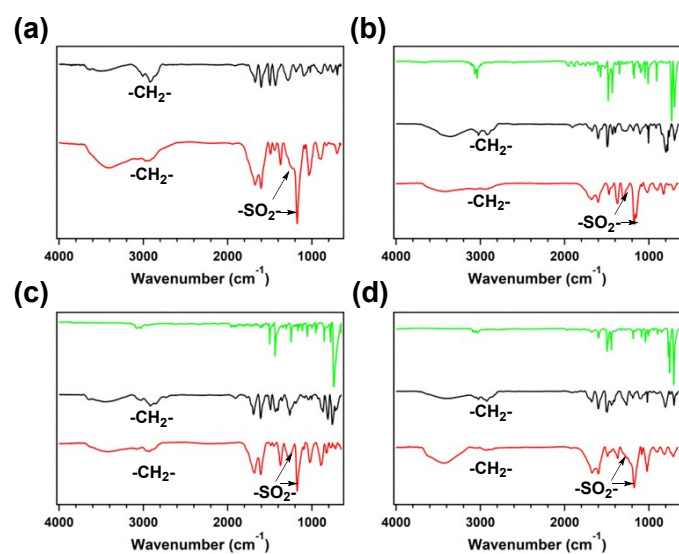 (a)
-CH2-
-CH2-
-SO2-
4000 3000 2000 1000
Wavenumber (cm-1)
(b)
-CH2-
-CH2-
-SO2-
4000 3000 2000 1000
Wavenumber (cm-1)
(c)
-CH2-
-CH2-
-SO2-
4000 3000 2000 1000
Wavenumber (cm-1)
(d)
-CH2-
-CH2-
-SO2-
4000 3000 2000 1000
Wavenumber (cm-1)